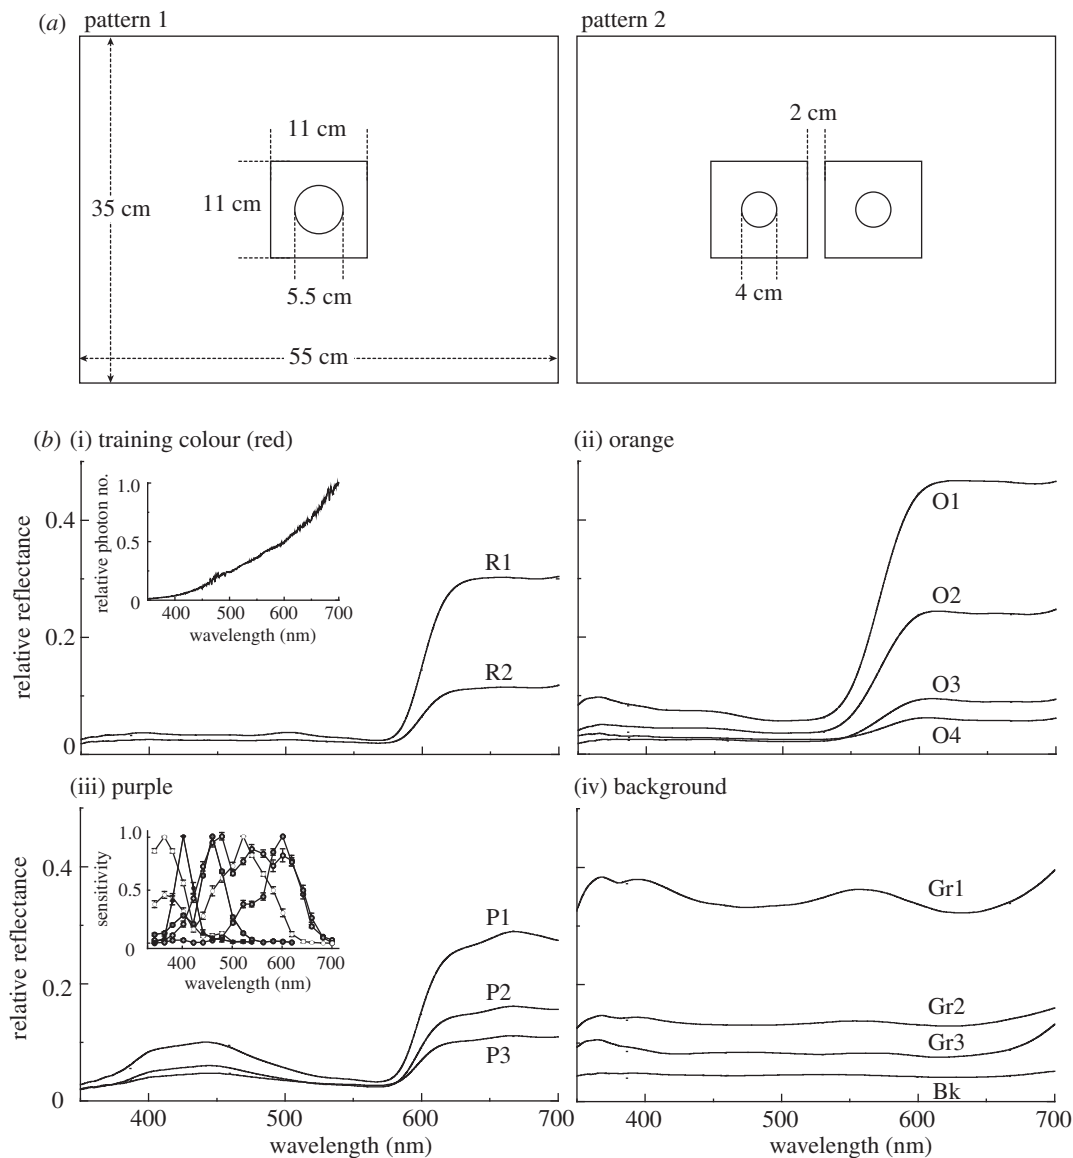 (a) pattern 1
pattern 2
2 cm
11 cm
11 cm
35 cm
5.5 cm
4 cm
55 cm
(b) (i) training colour (red)
(ii) orange
relative reflectance
0.4
0.2
0
R1
R2
relative photon no.
1.0
0.5
0
400 500 600 700
wavelength (nm)
400 500 600 700
O1
O2
O3
O4
(iii) purple
(iv) background
relative reflectance
0.4
0.2
0
sensitivity
1.0
0.5
0
400 500 600 700
wavelength (nm)
P1
P2
P3
Gr1
Gr2
Gr3
Bk
400 500 600 700
wavelength (nm)
400 500 600 700
wavelength (nm)